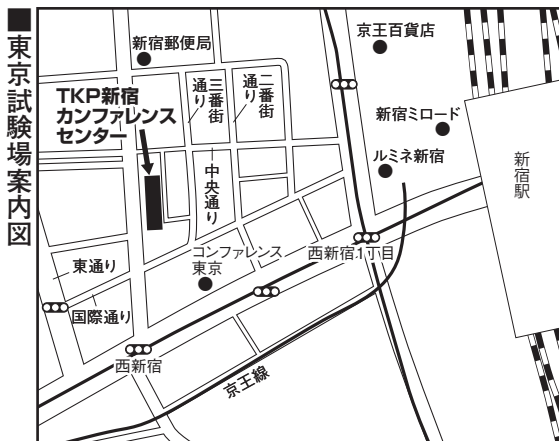 ■東京試験場案内図
新宿郵便局
京王百貨店
三番街
通り
二番街
通り
TKP新宿
カンファレンス
センター
新宿ミロード
ルミネ新宿
新宿駅
中央通り
コンファレンス
東京
西新宿1丁目
東通り
国際通り
西新宿
京王線